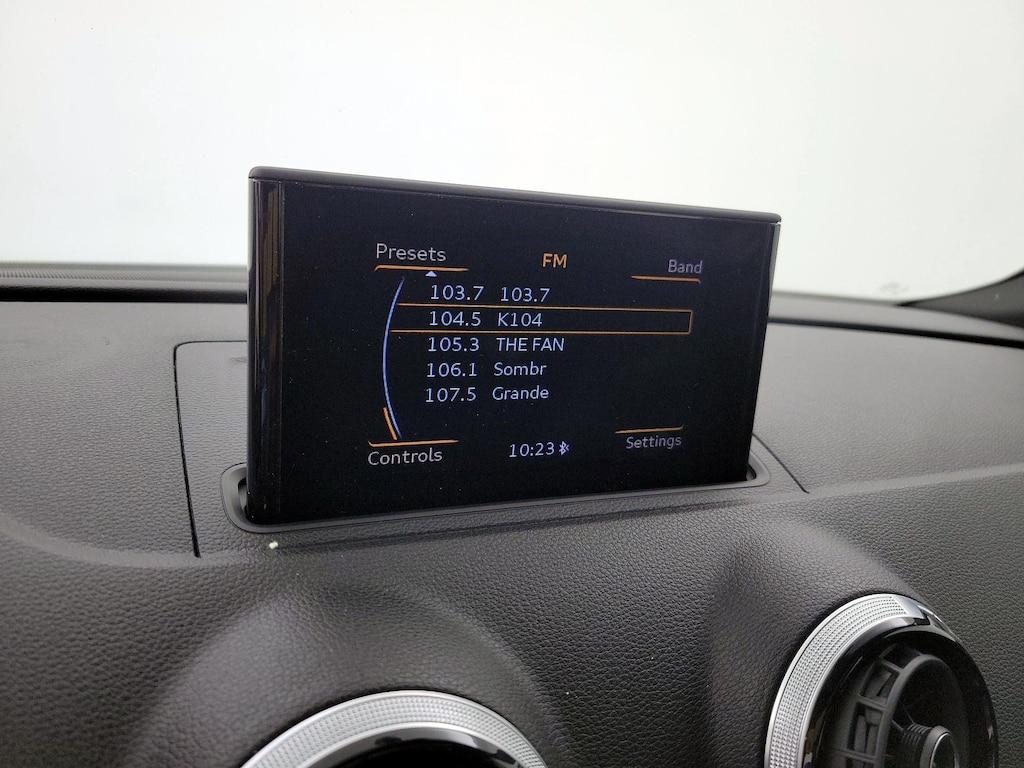 Presets FM Band
103.7 103.7
104.5 K104
105.3 THE FAN
106.1 Sombr
107.5 Grande
Controls 10:23 Settings